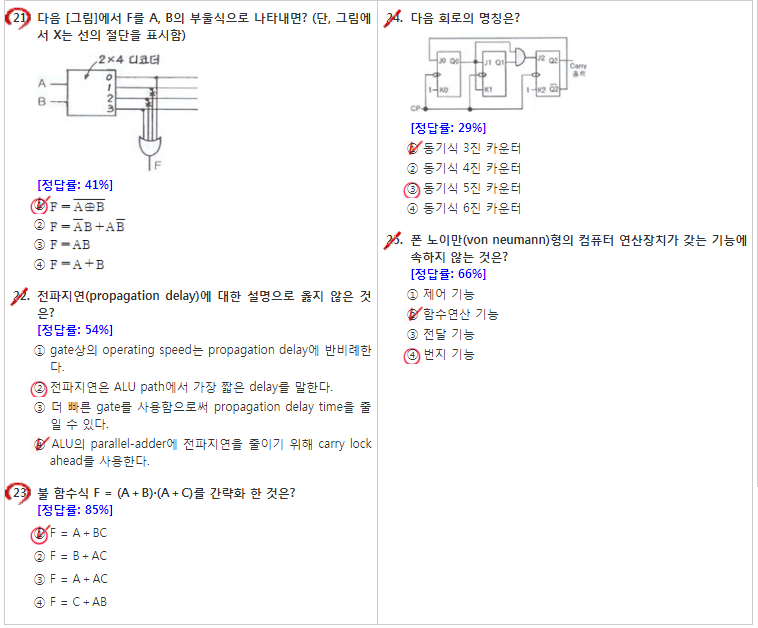 21. 다음 [그림]에서 F를 A, B의 부울식으로 나타내면? (단, 그림에
서 X는 선의 절단을 표시함)
2×4 디코더
A
B
0
1
2
3
F
[정답률: 41%]
① F = A⊕B̅
② F = A̅B+AB̅
③ F = AB
④ F = A+B
22. 전파지연(propagation delay)에 대한 설명으로 옳지 않은 것
은?
[정답률: 54%]
① gate상의 operating speed는 propagation delay에 반비례한
다.
② 전파지연은 ALU path에서 가장 짧은 delay를 말한다.
③ 더 빠른 gate를 사용함으로써 propagation delay time을 줄
일 수 있다.
④ ALU의 parallel-adder에 전파지연을 줄이기 위해 carry lock
ahead를 사용한다.
23. 불 함수식 F = (A + B)·(A + C)를 간략화 한 것은?
[정답률: 85%]
① F = A + BC
② F = B + AC
③ F = A + AC
④ F = C + AB
24. 다음 회로의 명칭은?
J0 Q0
J1 Q1
J2 Q2
Carry
출력
1 K0
K1
1 K2 Q̅2̅
CP
[정답률: 29%]
① 동기식 3진 카운터
② 동기식 4진 카운터
③ 동기식 5진 카운터
④ 동기식 6진 카운터
25. 폰 노이만(von neumann)형의 컴퓨터 연산장치가 갖는 기능에
속하지 않는 것은?
[정답률: 66%]
① 제어 기능
② 함수연산 기능
③ 전달 기능
④ 번지 기능